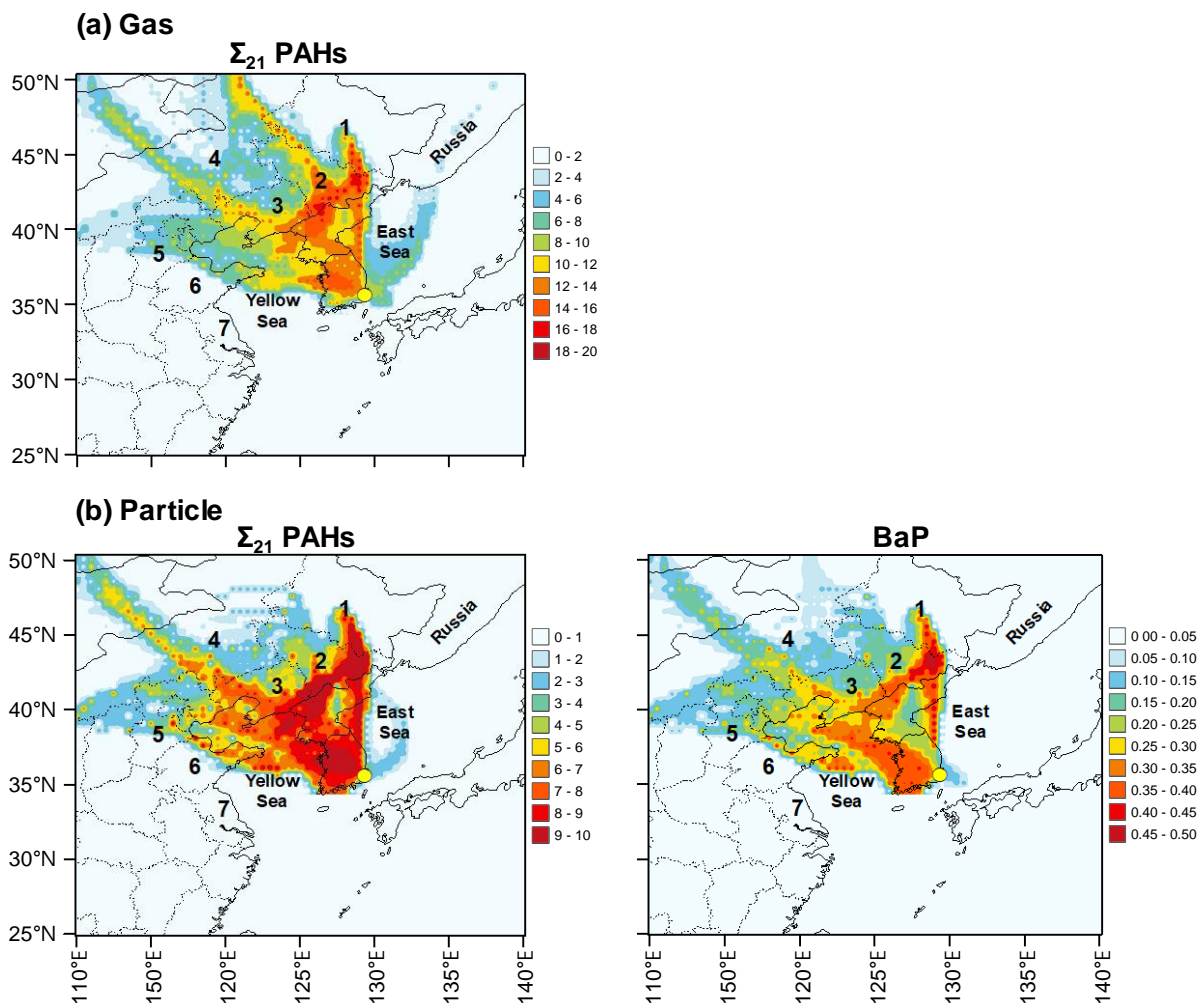 (a) Gas
Σ21 PAHs
50°N
45°N
40°N
35°N
30°N
25°N
1
2
3
4
5
6
7
Russia
East
Sea
Yellow
Sea
0 - 2
2 - 4
4 - 6
6 - 8
8 - 10
10 - 12
12 - 14
14 - 16
16 - 18
18 - 20
(b) Particle
Σ21 PAHs
50°N
45°N
40°N
35°N
30°N
25°N
1
2
3
4
5
6
7
Russia
East
Sea
Yellow
Sea
0 - 1
1 - 2
2 - 3
3 - 4
4 - 5
5 - 6
6 - 7
7 - 8
8 - 9
9 - 10
110°E
115°E
120°E
125°E
130°E
135°E
140°E
BaP
1
2
3
4
5
6
7
Russia
East
Sea
Yellow
Sea
0 00 - 0.05
0.05 - 0.10
0.10 - 0.15
0.15 - 0.20
0.20 - 0.25
0.25 - 0.30
0.30 - 0.35
0.35 - 0.40
0.40 - 0.45
0.45 - 0.50
110°E
115°E
120°E
125°E
130°E
135°E
140°E